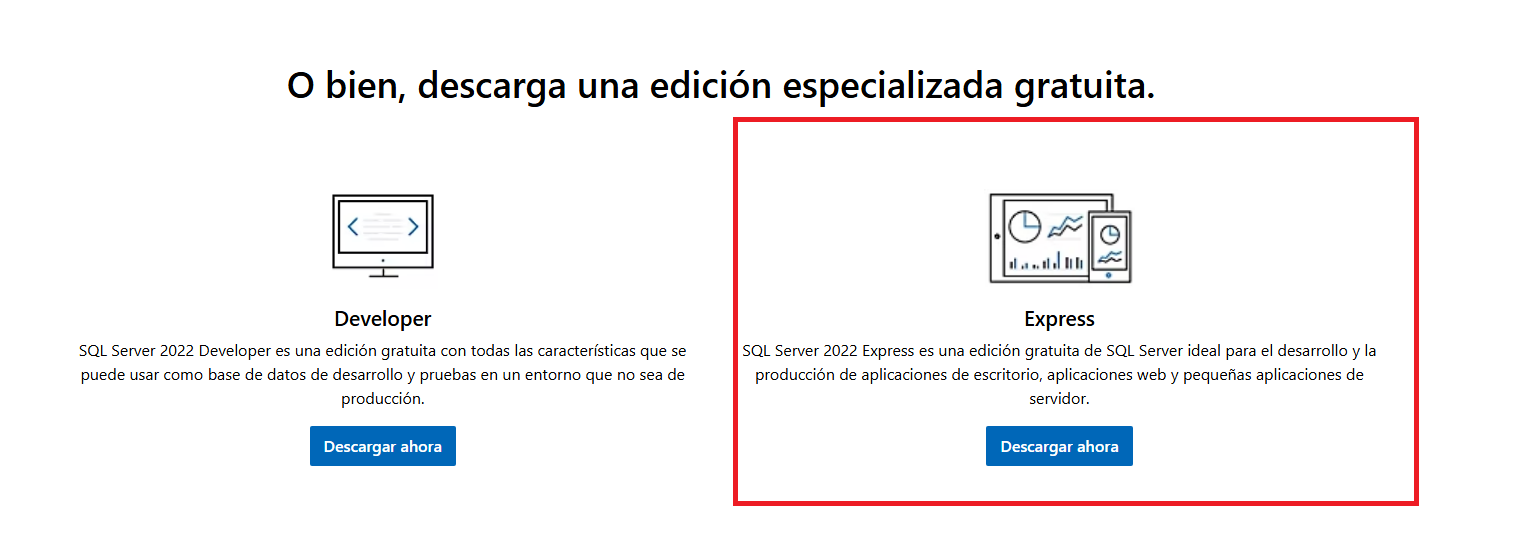 O bien, descarga una edición especializada gratuita.
Developer
SQL Server 2022 Developer es una edición gratuita con todas las características que se
puede usar como base de datos de desarrollo y pruebas en un entorno que no sea de
producción.
Descargar ahora
Express
SQL Server 2022 Express es una edición gratuita de SQL Server ideal para el desarrollo y la
producción de aplicaciones de escritorio, aplicaciones web y pequeñas aplicaciones de
servidor.
Descargar ahora